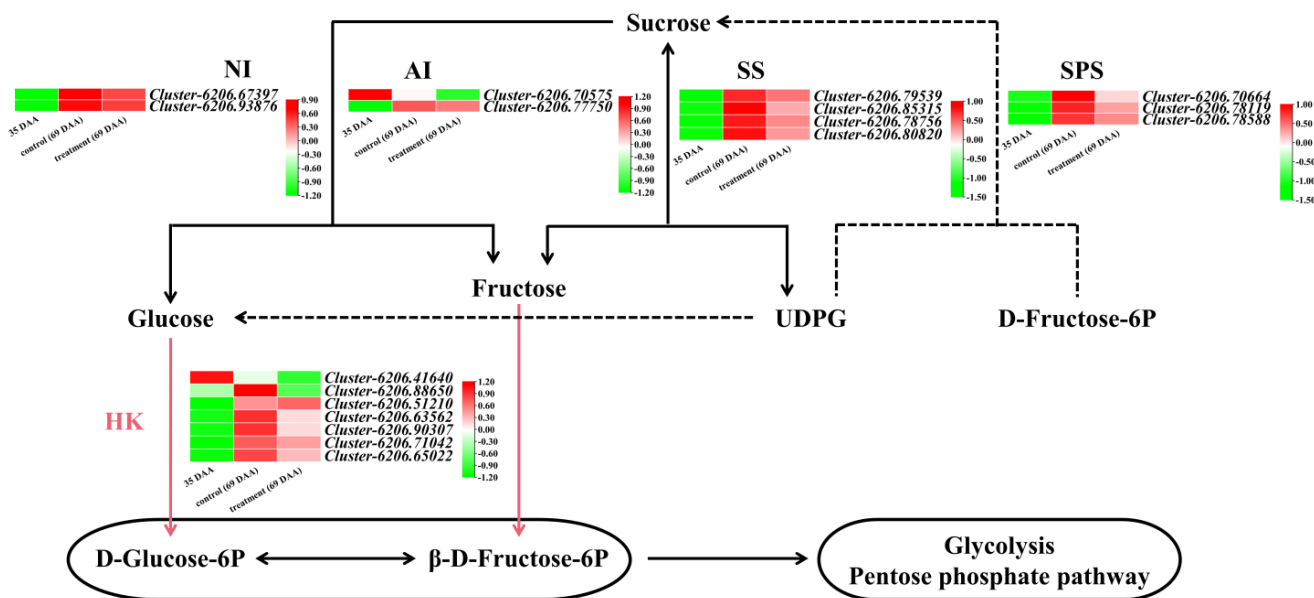 Sucrose
NI
Cluster-6206.67397
Cluster-6206.93876
35 DAA
control (69 DAA)
treatment (69 DAA)
0.90
0.60
0.30
0.00
-0.30
-0.60
-0.90
-1.20
AI
Cluster-6206.70575
Cluster-6206.77750
35 DAA
control (69 DAA)
treatment (69 DAA)
1.20
0.90
0.60
0.30
0.00
-0.30
-0.60
-0.90
-1.20
SS
Cluster-6206.79539
Cluster-6206.85315
Cluster-6206.78756
Cluster-6206.80820
35 DAA
control (69 DAA)
treatment (69 DAA)
1.00
0.50
0.00
-0.50
-1.00
-1.50
SPS
Cluster-6206.70664
Cluster-6206.78119
Cluster-6206.78588
35 DAA
control (69 DAA)
treatment (69 DAA)
1.00
0.50
0.00
-0.50
-1.00
-1.50
Fructose
Glucose
UDPG
D-Fructose-6P
HK
Cluster-6206.41640
Cluster-6206.88650
Cluster-6206.51210
Cluster-6206.63562
Cluster-6206.90307
Cluster-6206.71042
Cluster-6206.65022
35 DAA
control (69 DAA)
treatment (69 DAA)
1.20
0.90
0.60
0.30
0.00
-0.30
-0.60
-0.90
-1.20
D-Glucose-6P
β-D-Fructose-6P
Glycolysis
Pentose phosphate pathway